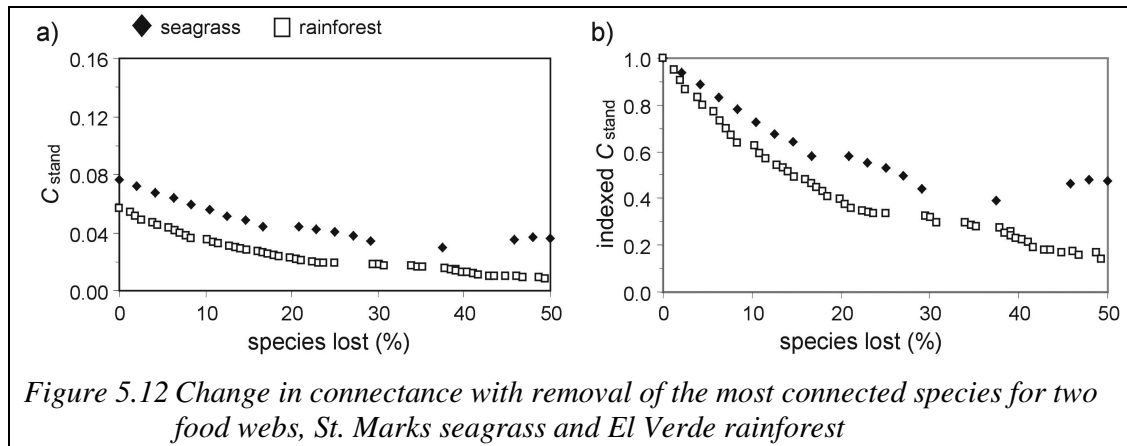 a) ◆ seagrass □ rainforest b)
0.16
0.12
0.08
0.04
0.00
C stand
0 10 20 30 40 50
species lost (%)
1.0
0.8
0.6
0.4
0.2
0.0
indexed C stand
0 10 20 30 40 50
species lost (%)
Figure 5.12 Change in connectance with removal of the most connected species for two
food webs, St. Marks seagrass and El Verde rainforest